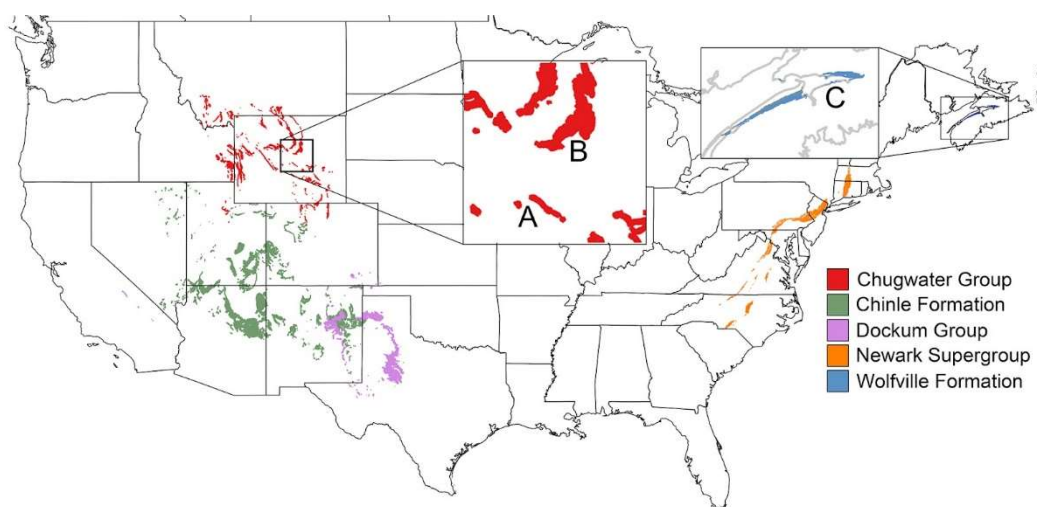 C
B
A
Chugwater Group
Chinle Formation
Dockum Group
Newark Supergroup
Wolfville Formation